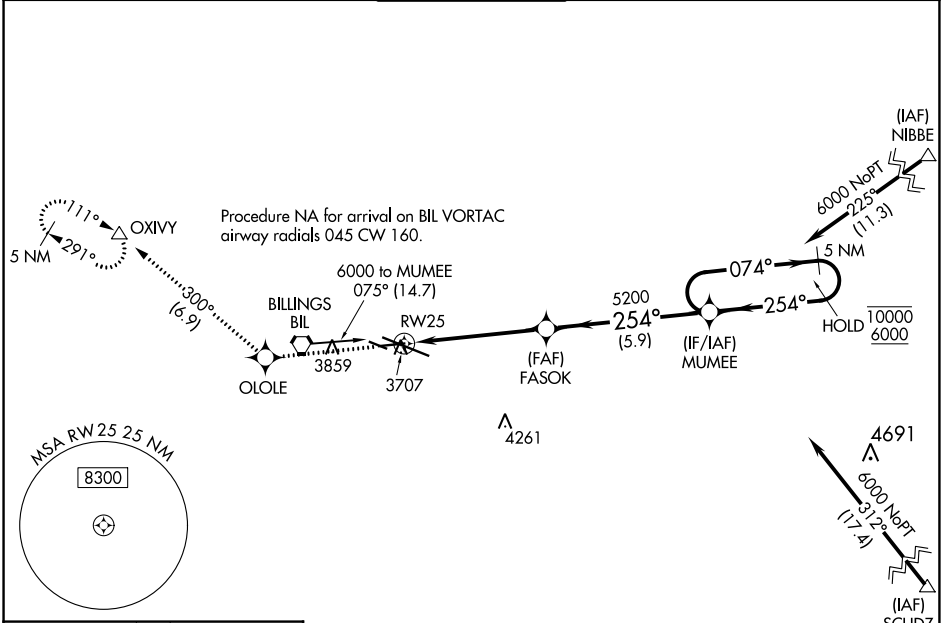 (IAF)
NIBBE
6000 NoPT
225°
(11.3)
111°
OXIVY
291°
5 NM
Procedure NA for arrival on BIL VORTAC
airway radials 045 CW 160.
5 NM
074°
254°
HOLD
10000
6000
6000 to MUMEE
075° (14.7)
300°
(6.9)
BILLINGS
BIL
RW25
5200
254°
(5.9)
(IF/IAF)
MUMEE
(FAF)
FASOK
OLOLE
3859
3707
4261
4691
MSA RW25 25 NM
8300
6000 NoPT
312°
(17.4)
(IAF)